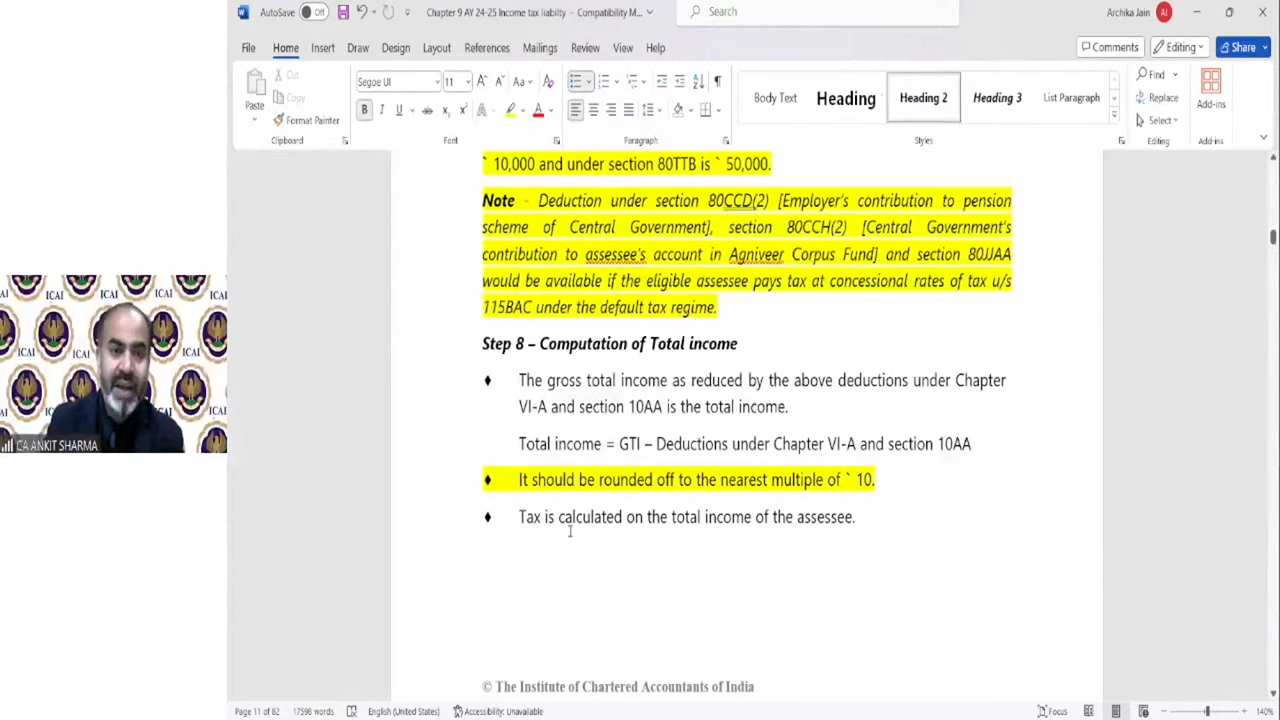 AutoSave Off Chapter 9 AY 24-25 Income tax liabilty - Compatibility M... Search Archika Jain AJ
File Home Insert Draw Design Layout References Mailings Review View Help Comments Editing Share
Paste Cut Copy Format Painter Clipboard
Segoe UI 11 Font
Paragraph
Body Text Heading Heading 2 Heading 3 List Paragraph Styles
Find Replace Select Editing
Add-ins Add-ins
` 10,000 and under section 80TTB is ` 50,000.
Note - Deduction under section 80CCD(2) [Employer's contribution to pension
scheme of Central Government], section 80CCH(2) [Central Government's
contribution to assessee's account in Agniveer Corpus Fund] and section 80JJAA
would be available if the eligible assessee pays tax at concessional rates of tax u/s
115BAC under the default tax regime.
Step 8 – Computation of Total income
♦ The gross total income as reduced by the above deductions under Chapter
VI-A and section 10AA is the total income.
Total income = GTI – Deductions under Chapter VI-A and section 10AA
♦ It should be rounded off to the nearest multiple of ` 10.
♦ Tax is calculated on the total income of the assessee.
© The Institute of Chartered Accountants of India
ICAI
ICAI
ICAI
CA ANKIT SHARMA
Page 11 of 82 17598 words English (United States) Accessibility: Unavailable Focus 140%